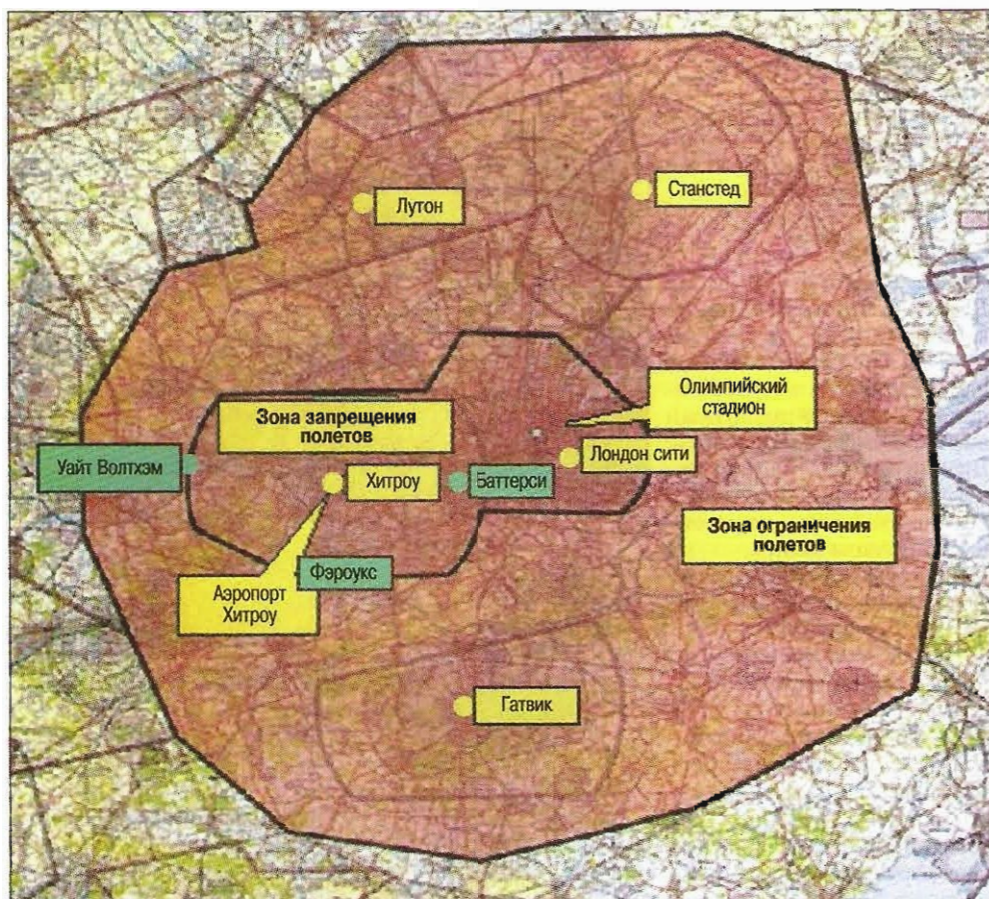 Лутон
Станстед
Олимпийский
стадион
Зона запрещения
полетов
Уайт Волтхэм
Хитроу
Баттерси
Лондон сити
Зона ограничения
полетов
Фэроукс
Аэропорт
Хитроу
Гатвик